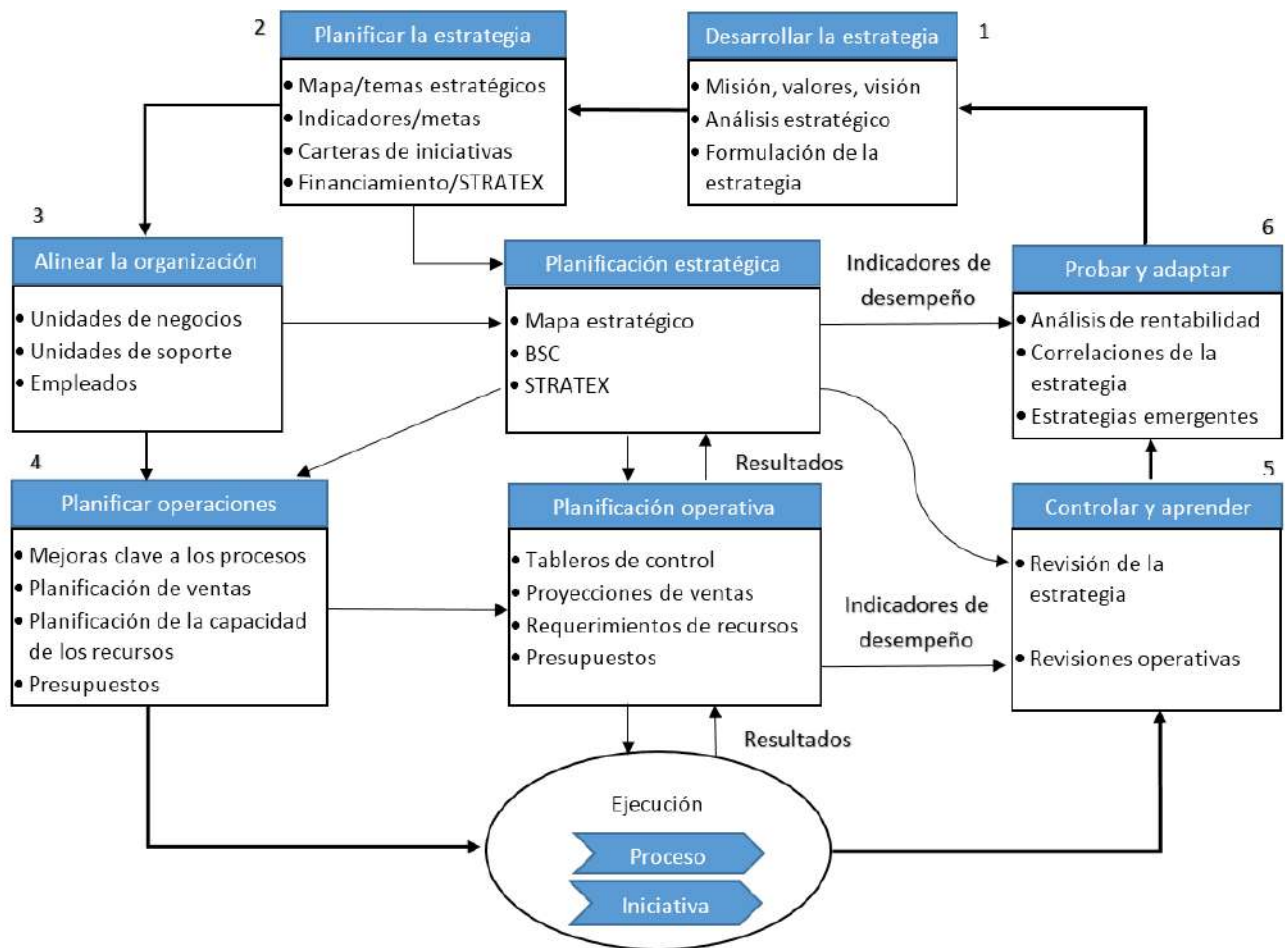 2
Planificar la estrategia
• Mapa/temas estratégicos
• Indicadores/metas
• Carteras de iniciativas
• Financiamiento/STRATEX
Desarrollar la estrategia
1
• Misión, valores, visión
• Análisis estratégico
• Formulación de la
estrategia
3
Alinear la organización
• Unidades de negocios
• Unidades de soporte
• Empleados
Planificación estratégica
• Mapa estratégico
• BSC
• STRATEX
Indicadores de
desempeño
6
Probar y adaptar
• Análisis de rentabilidad
• Correlaciones de la
estrategia
• Estrategias emergentes
4
Planificar operaciones
• Mejoras clave a los procesos
• Planificación de ventas
• Planificación de la capacidad
de los recursos
• Presupuestos
Resultados
Planificación operativa
• Tableros de control
• Proyecciones de ventas
• Requerimientos de recursos
• Presupuestos
Indicadores de
desempeño
5
Controlar y aprender
• Revisión de la
estrategia
• Revisiones operativas
Resultados
Ejecución
Proceso
Iniciativa